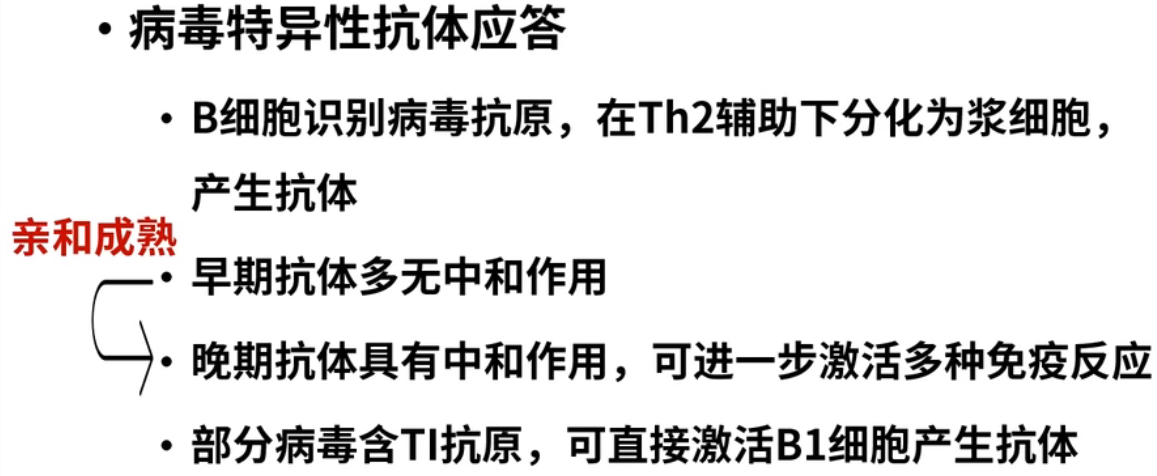 • 病毒特异性抗体应答
• B细胞识别病毒抗原，在Th2辅助下分化为浆细胞，
产生抗体
亲和成熟
• 早期抗体多无中和作用
• 晚期抗体具有中和作用，可进一步激活多种免疫反应
• 部分病毒含TI抗原，可直接激活B1细胞产生抗体